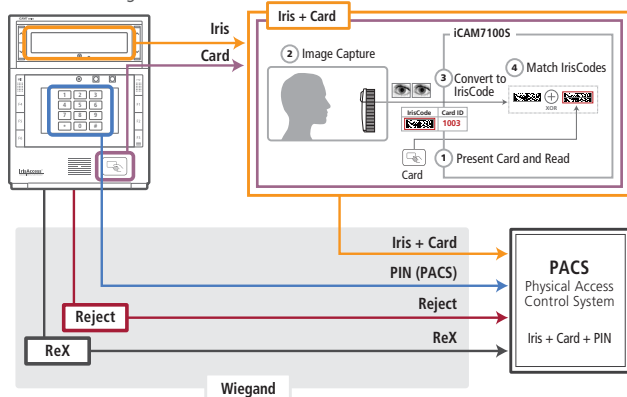 Iris
Card
Iris + Card
iCAM7100S
2 Image Capture
3 Convert to
IrisCode
4 Match IrisCodes
IrisCode Card ID
1003
XOR
Card
1 Present Card and Read
1 2 3
4 5 6
7 8 9
* 0 #
IrisAccess
Iris + Card
PIN (PACS)
Reject
ReX
Reject
ReX
Wiegand
PACS
Physical Access
Control System
Iris + Card + PIN